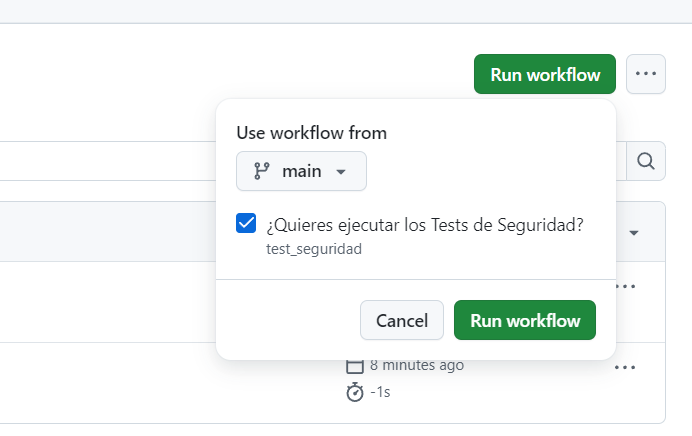 Run workflow
Use workflow from
main
¿Quieres ejecutar los Tests de Seguridad?
test_seguridad
Cancel
Run workflow
8 minutes ago
-1s